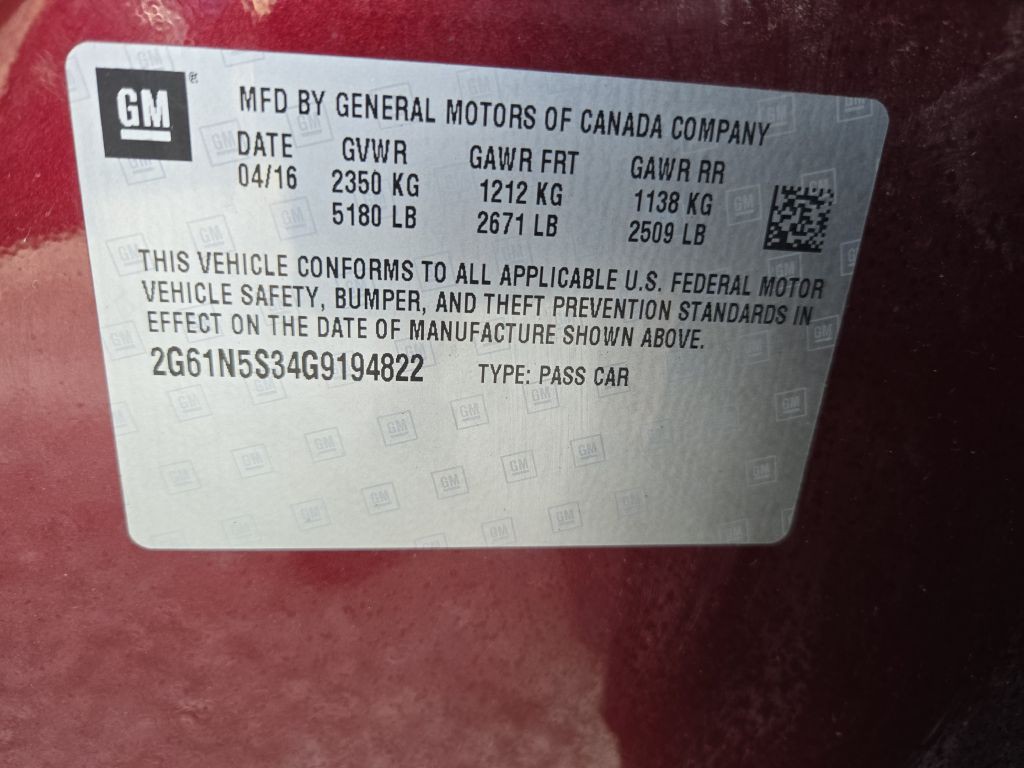 GM®
MFD BY GENERAL MOTORS OF CANADA COMPANY
DATE GVWR GAWR FRT GAWR RR
04/16 2350 KG 1212 KG 1138 KG
5180 LB 2671 LB 2509 LB
THIS VEHICLE CONFORMS TO ALL APPLICABLE U.S. FEDERAL MOTOR
VEHICLE SAFETY, BUMPER, AND THEFT PREVENTION STANDARDS IN
EFFECT ON THE DATE OF MANUFACTURE SHOWN ABOVE.
2G61N5S34G9194822 TYPE: PASS CAR